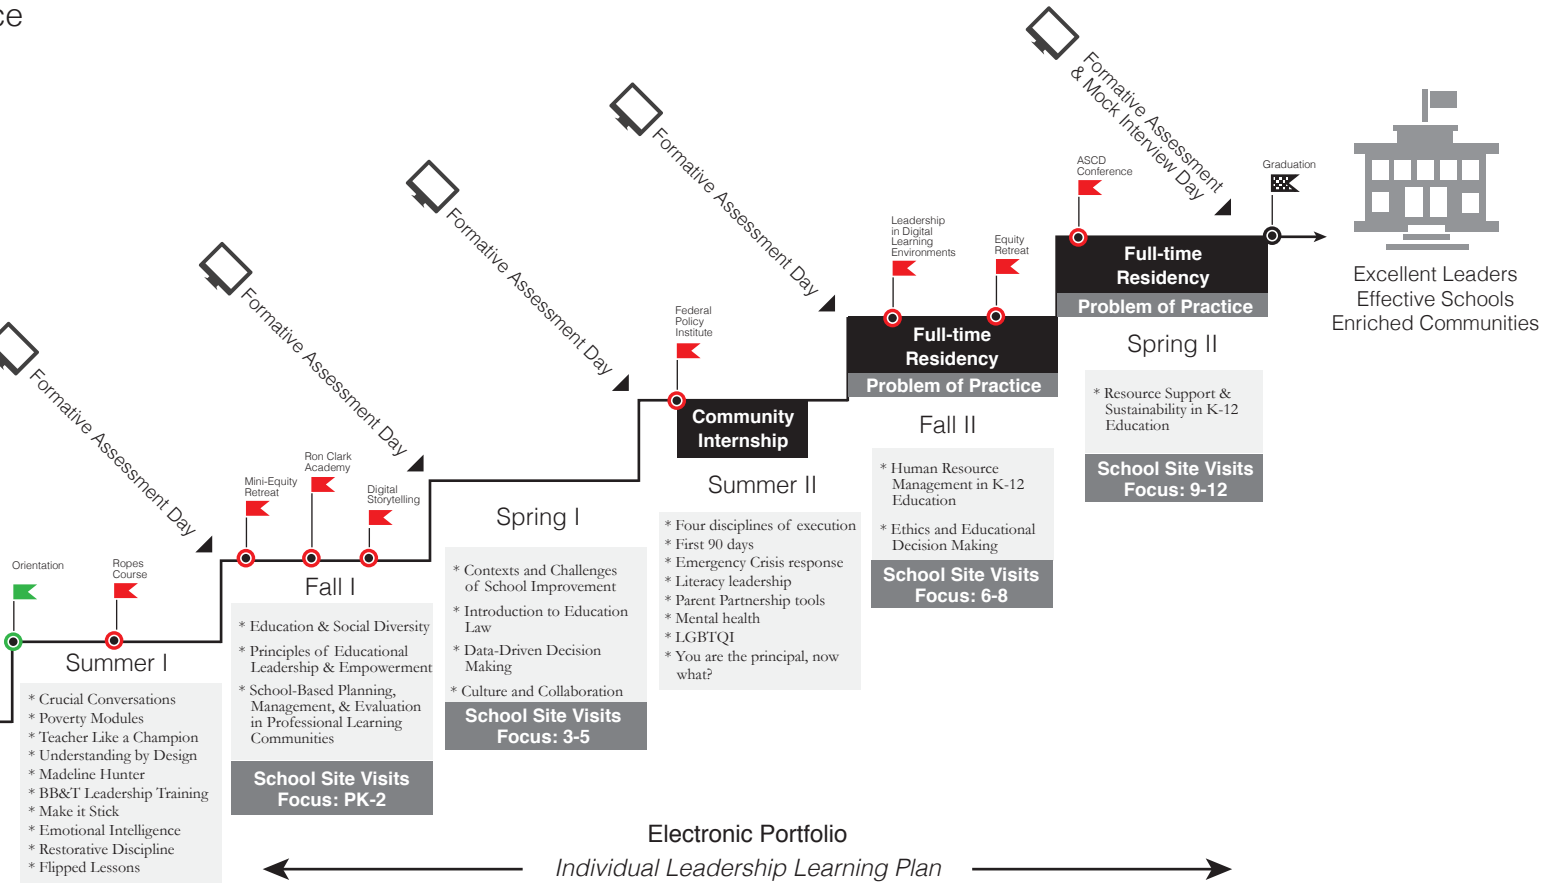 ce
Formative Assessment Day
Formative Assessment Day
Formative Assessment Day
Formative Assessment Day
Formative Assessment
& Mock Interview Day
Orientation
Ropes
Course
Summer I
* Crucial Conversations
* Poverty Modules
* Teacher Like a Champion
* Understanding by Design
* Madeline Hunter
* BB&T Leadership Training
* Make it Stick
* Emotional Intelligence
* Restorative Discipline
* Flipped Lessons
Mini-Equity
Retreat
Ron Clark
Academy
Digital
Storytelling
Fall I
* Education & Social Diversity
* Principles of Educational
Leadership & Empowerment
* School-Based Planning,
Management, & Evaluation
in Professional Learning
Communities
School Site Visits
Focus: PK-2
Spring I
* Contexts and Challenges
of School Improvement
* Introduction to Education
Law
* Data-Driven Decision
Making
* Culture and Collaboration
School Site Visits
Focus: 3-5
Federal
Policy
Institute
Community
Internship
Summer II
* Four disciplines of execution
* First 90 days
* Emergency Crisis response
* Literacy leadership
* Parent Partnership tools
* Mental health
* LGBTQI
* You are the principal, now
what?
Leadership
in Digital
Learning
Environments
Equity
Retreat
Full-time
Residency
Problem of Practice
Fall II
* Human Resource
Management in K-12
Education
* Ethics and Educational
Decision Making
School Site Visits
Focus: 6-8
ASCD
Conference
Full-time
Residency
Problem of Practice
Spring II
* Resource Support &
Sustainability in K-12
Education
School Site Visits
Focus: 9-12
Graduation
Excellent Leaders
Effective Schools
Enriched Communities
Electronic Portfolio
Individual Leadership Learning Plan